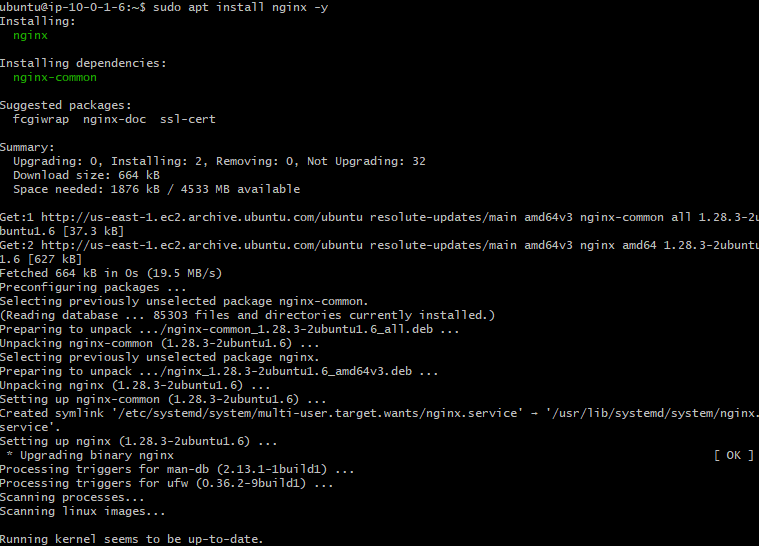 ubuntu@ip-10-0-1-6:~$ sudo apt install nginx -y
Installing:
  nginx

Installing dependencies:
  nginx-common

Suggested packages:
  fcgiwrap  nginx-doc  ssl-cert

Summary:
  Upgrading: 0, Installing: 2, Removing: 0, Not Upgrading: 32
  Download size: 664 kB
  Space needed: 1876 kB / 4533 MB available

Get:1 http://us-east-1.ec2.archive.ubuntu.com/ubuntu resolute-updates/main amd64v3 nginx-common all 1.28.3-2u
buntu1.6 [37.3 kB]
Get:2 http://us-east-1.ec2.archive.ubuntu.com/ubuntu resolute-updates/main amd64v3 nginx amd64 1.28.3-2ubuntu
1.6 [627 kB]
Fetched 664 kB in 0s (19.5 MB/s)
Preconfiguring packages ...
Selecting previously unselected package nginx-common.
(Reading database ... 85303 files and directories currently installed.)
Preparing to unpack .../nginx-common_1.28.3-2ubuntu1.6_all.deb ...
Unpacking nginx-common (1.28.3-2ubuntu1.6) ...
Selecting previously unselected package nginx.
Preparing to unpack .../nginx_1.28.3-2ubuntu1.6_amd64v3.deb ...
Unpacking nginx (1.28.3-2ubuntu1.6) ...
Setting up nginx-common (1.28.3-2ubuntu1.6) ...
Created symlink '/etc/systemd/system/multi-user.target.wants/nginx.service' → '/usr/lib/systemd/system/nginx.
service'.
Setting up nginx (1.28.3-2ubuntu1.6) ...
 * Upgrading binary nginx                                                                             [ OK ]
Processing triggers for man-db (2.13.1-1build1) ...
Processing triggers for ufw (0.36.2-9build1) ...
Scanning processes...
Scanning linux images...

Running kernel seems to be up-to-date.